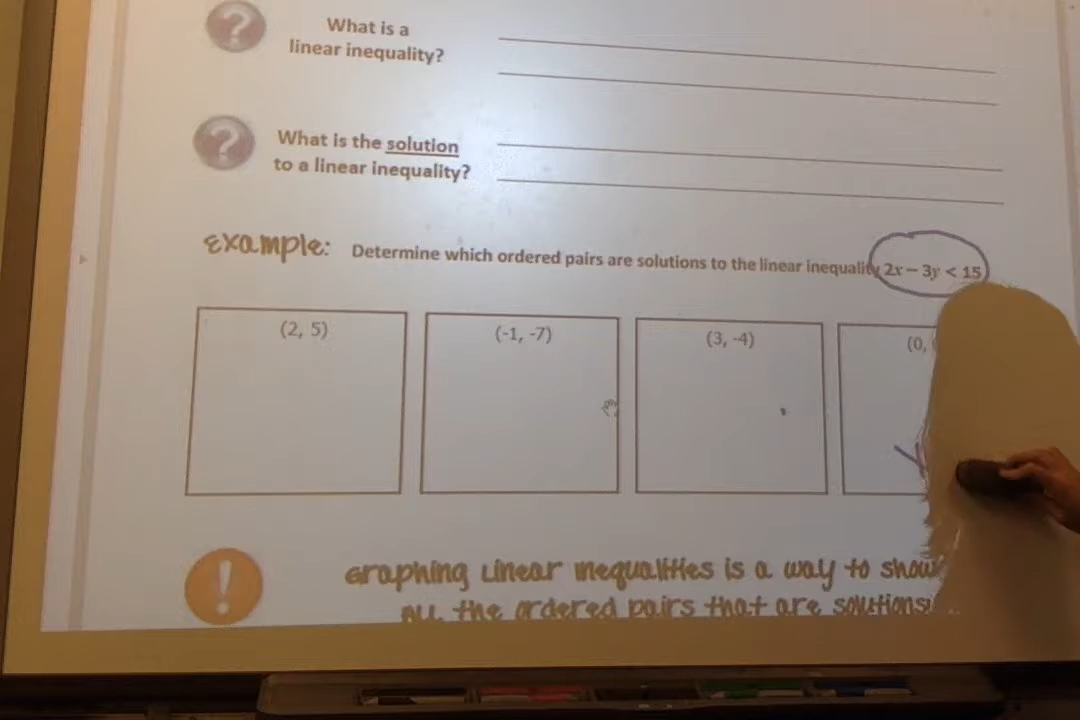 What is a
linear inequality?
What is the solution
to a linear inequality?
Example: Determine which ordered pairs are solutions to the linear inequality 2x - 3y < 15
(2, 5) (-1, -7) (3, -4) (0,
Graphing linear inequalities is a way to show
ALL the ordered pairs that are solutions!